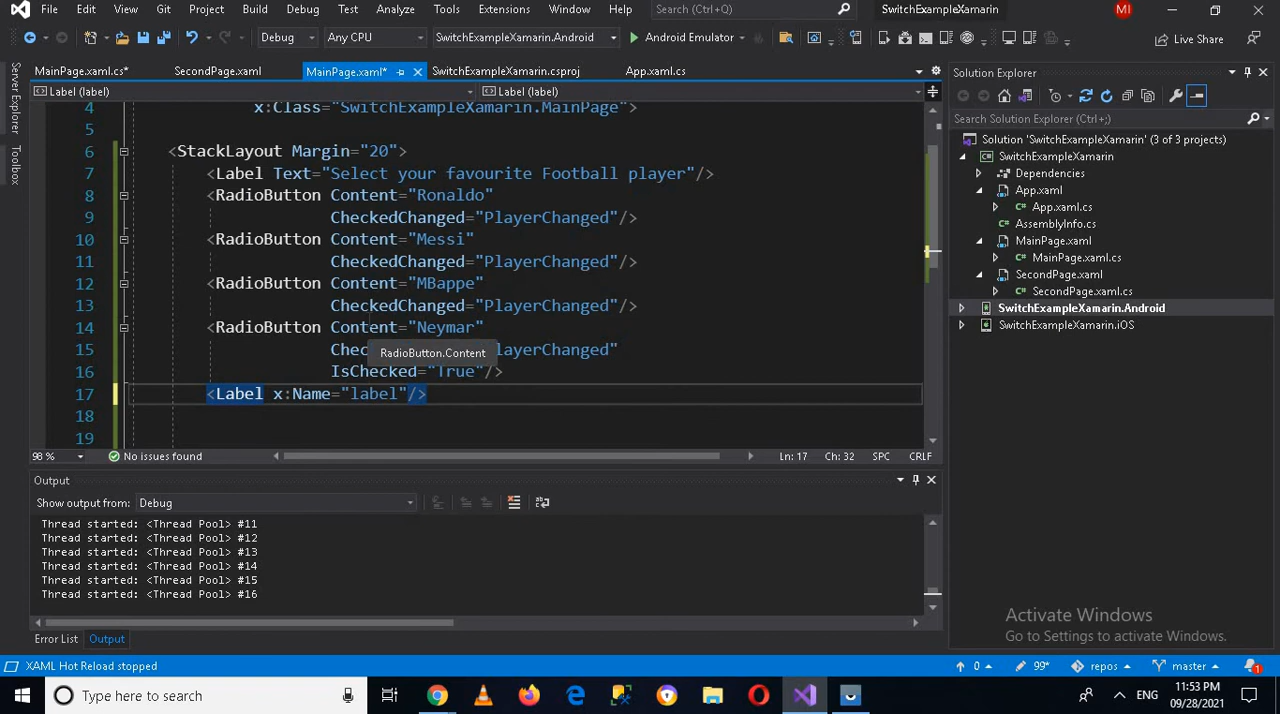 File Edit View Git Project Build Debug Test Analyze Tools Extensions Window Help Search (Ctrl+Q) SwitchExampleXamarin MI
Debug Any CPU SwitchExampleXamarin.Android Android Emulator Live Share
Server Explorer
Toolbox
MainPage.xaml.cs* SecondPage.xaml MainPage.xaml* SwitchExampleXamarin.csproj App.xaml.cs
Label (label) Label (label)
4 x:Class="SwitchExampleXamarin.MainPage">
5
6 <StackLayout Margin="20">
7 <Label Text="Select your favourite Football player"/>
8 <RadioButton Content="Ronaldo"
9 CheckedChanged="PlayerChanged"/>
10 <RadioButton Content="Messi"
11 CheckedChanged="PlayerChanged"/>
12 <RadioButton Content="MBappe"
13 CheckedChanged="PlayerChanged"/>
14 <RadioButton Content="Neymar"
15 Chec layerChanged"
RadioButton.Content
16 IsChecked="True"/>
17 <Label x:Name="label"/>
18
19
98 % No issues found Ln: 17 Ch: 32 SPC CRLF
Output
Show output from: Debug
Thread started: <Thread Pool> #11
Thread started: <Thread Pool> #12
Thread started: <Thread Pool> #13
Thread started: <Thread Pool> #14
Thread started: <Thread Pool> #15
Thread started: <Thread Pool> #16
Error List Output
Solution Explorer
Search Solution Explorer (Ctrl+;)
Solution 'SwitchExampleXamarin' (3 of 3 projects)
SwitchExampleXamarin
Dependencies
App.xaml
App.xaml.cs
AssemblyInfo.cs
MainPage.xaml
MainPage.xaml.cs
SecondPage.xaml
SecondPage.xaml.cs
SwitchExampleXamarin.Android
SwitchExampleXamarin.iOS
Activate Windows
Go to Settings to activate Windows.
XAML Hot Reload stopped 0 99* repos master 1
Type here to search ENG 11:53 PM
09/28/2021